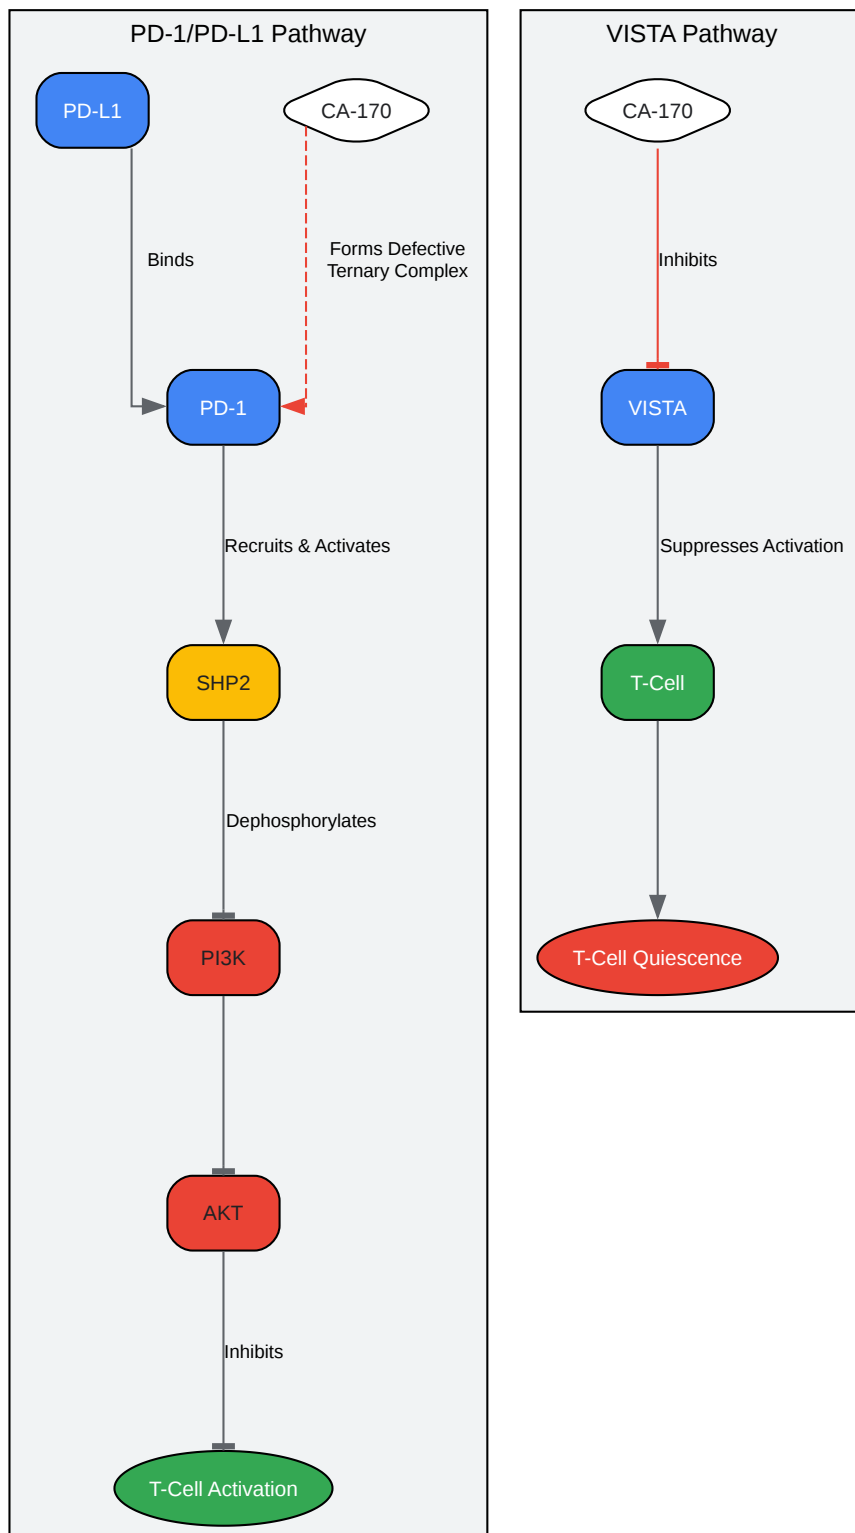 PD-1/PD-L1 Pathway
PD-L1
CA-170
Binds
Forms Defective
Ternary Complex
PD-1
Recruits & Activates
SHP2
Dephosphorylates
PI3K
AKT
Inhibits
T-Cell Activation
VISTA Pathway
CA-170
Inhibits
VISTA
Suppresses Activation
T-Cell
T-Cell Quiescence